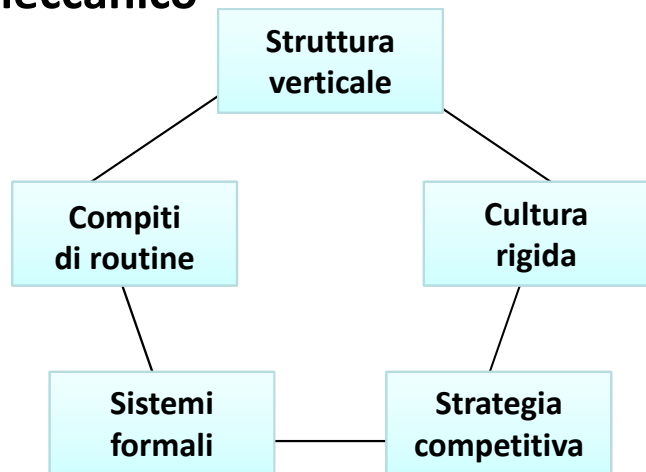 Struttura
verticale
Compiti
di routine
Cultura
rigida
Sistemi
formali
Strategia
competitiva